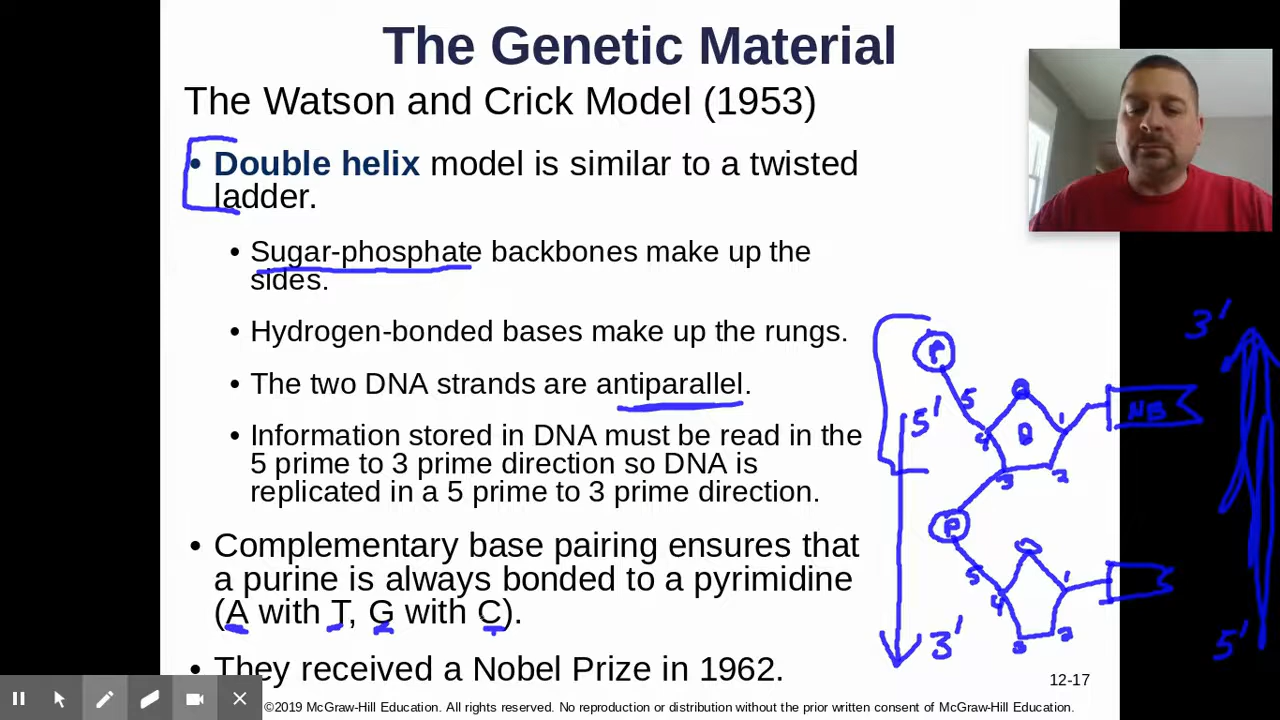 The Genetic Material
The Watson and Crick Model (1953)
• Double helix model is similar to a twisted
ladder.
• Sugar-phosphate backbones make up the
sides.
• Hydrogen-bonded bases make up the rungs.
• The two DNA strands are antiparallel.
• Information stored in DNA must be read in the
5 prime to 3 prime direction so DNA is
replicated in a 5 prime to 3 prime direction.
• Complementary base pairing ensures that
a purine is always bonded to a pyrimidine
(A with T, G with C).
• They received a Nobel Prize in 1962.
12-17
©2019 McGraw-Hill Education. All rights reserved. No reproduction or distribution without the prior written consent of McGraw-Hill Education.
P
5
O
5'
4
1
NB
3
2
P
5
O
4
1
3
2
3'
3'
5'